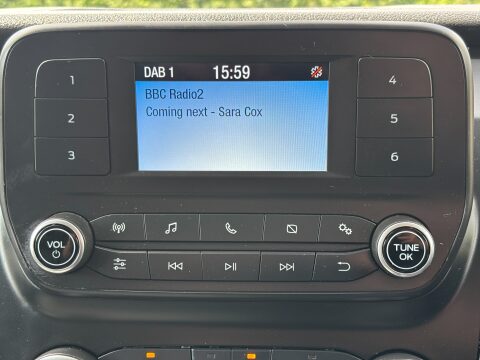 DAB 1 15:59
BBC Radio2
Coming next - Sara Cox
1
2
3
4
5
6
VOL
TUNE
OK